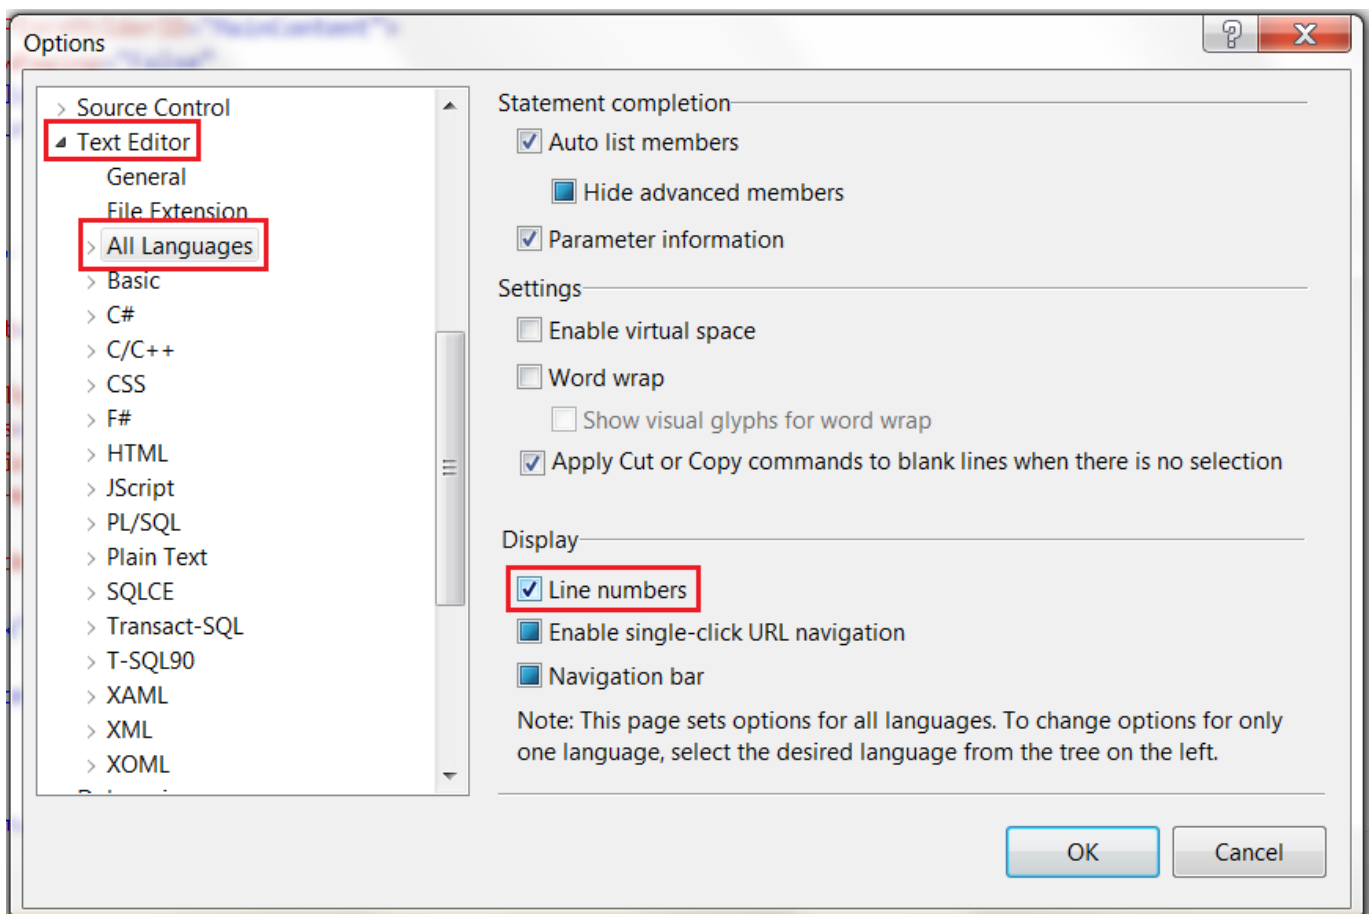 Options
Source Control
Text Editor
General
File Extension
All Languages
Basic
C#
C/C++
CSS
F#
HTML
JScript
PL/SQL
Plain Text
SQLCE
Transact-SQL
T-SQL90
XAML
XML
XOML
Statement completion
Auto list members
Hide advanced members
Parameter information
Settings
Enable virtual space
Word wrap
Show visual glyphs for word wrap
Apply Cut or Copy commands to blank lines when there is no selection
Display
Line numbers
Enable single-click URL navigation
Navigation bar
Note: This page sets options for all languages. To change options for only
one language, select the desired language from the tree on the left.
OK
Cancel